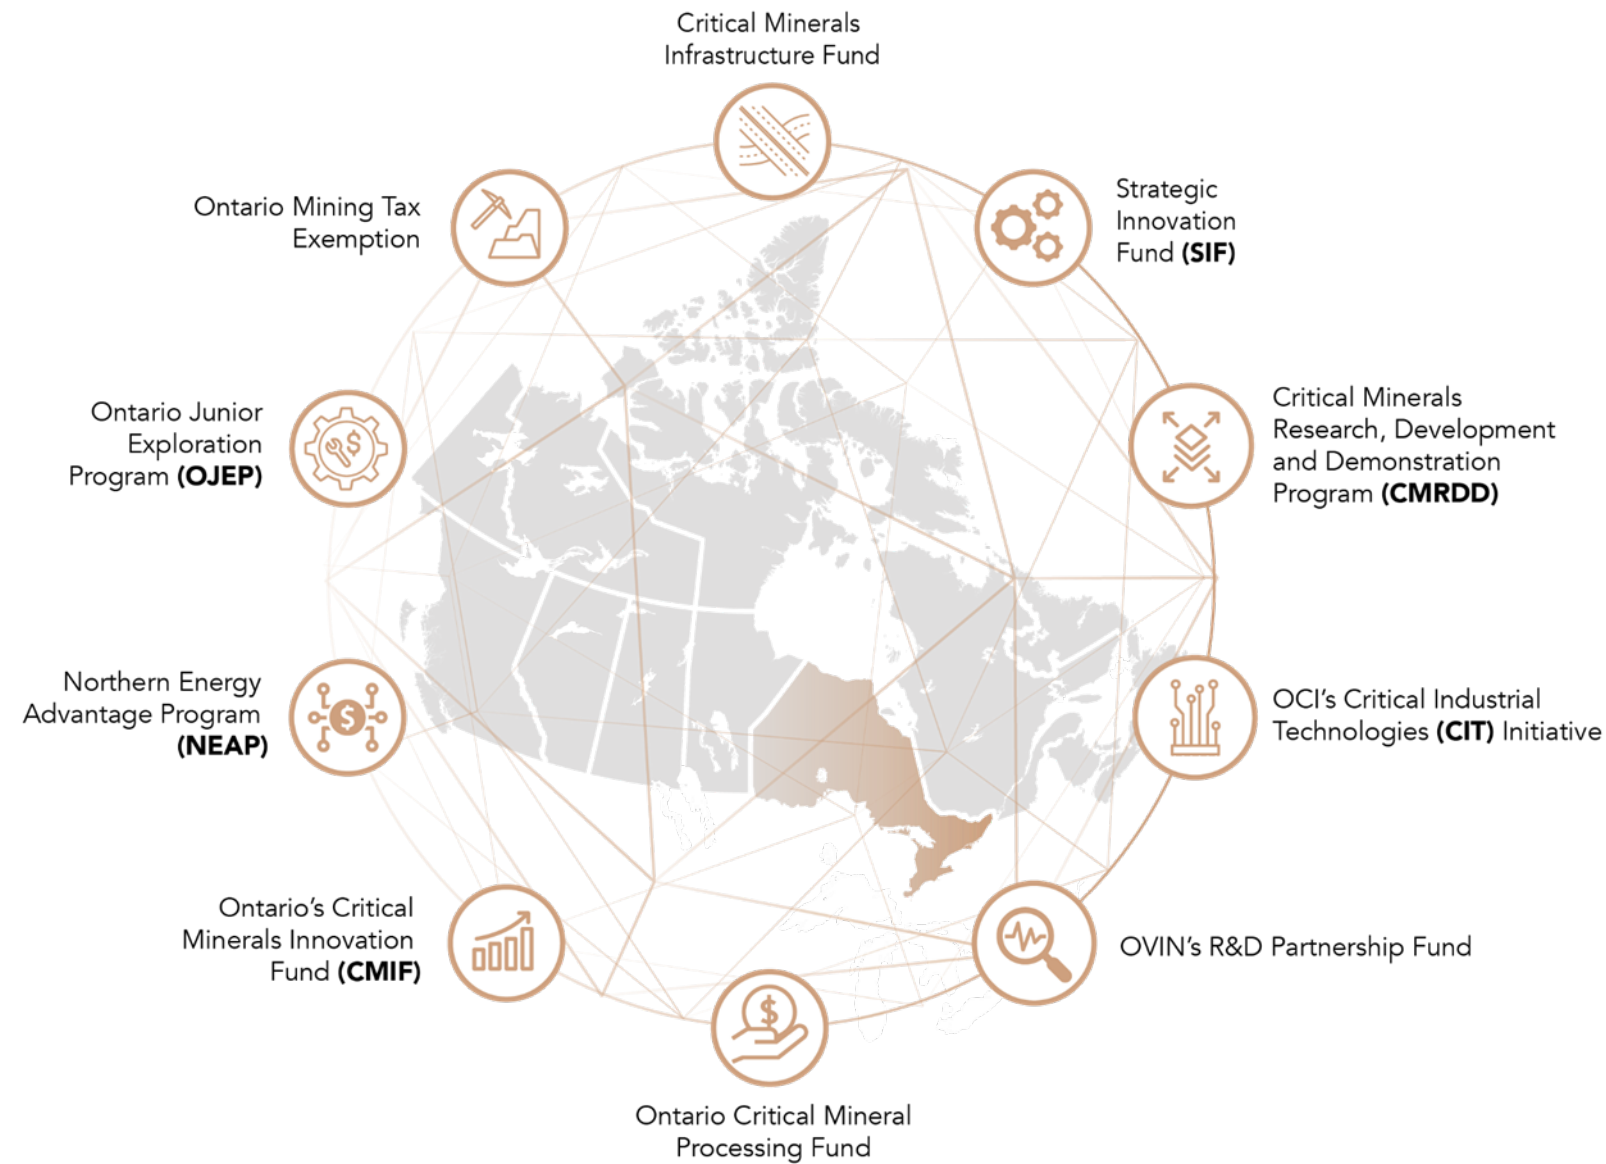 Critical Minerals
Infrastructure Fund
Strategic
Innovation
Fund (SIF)
Critical Minerals
Research, Development
and Demonstration
Program (CMRDD)
OCI’s Critical Industrial
Technologies (CIT) Initiative
OVIN’s R&D Partnership Fund
Ontario Critical Mineral
Processing Fund
Ontario’s Critical
Minerals Innovation
Fund (CMIF)
Northern Energy
Advantage Program
(NEAP)
Ontario Junior
Exploration
Program (OJEP)
Ontario Mining Tax
Exemption
$
$
$